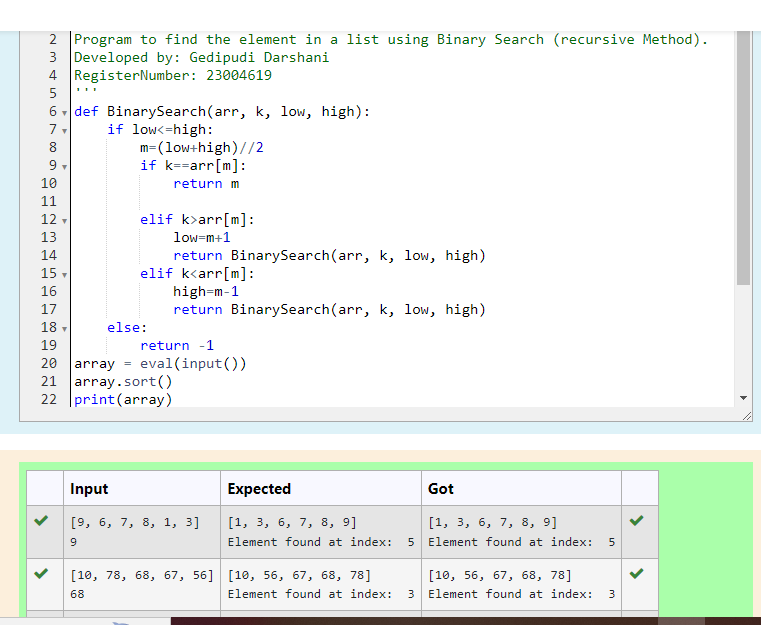 2 Program to find the element in a list using Binary Search (recursive Method).
3 Developed by: Gedipudi Darshani
4 RegisterNumber: 23004619
5 '''
6 def BinarySearch(arr, k, low, high):
7     if low<=high:
8         m=(low+high)//2
9         if k==arr[m]:
10             return m
11
12         elif k>arr[m]:
13             low=m+1
14             return BinarySearch(arr, k, low, high)
15         elif k<arr[m]:
16             high=m-1
17             return BinarySearch(arr, k, low, high)
18     else:
19         return -1
20 array = eval(input())
21 array.sort()
22 print(array)
Input Expected Got
[9, 6, 7, 8, 1, 3] [1, 3, 6, 7, 8, 9] [1, 3, 6, 7, 8, 9]
9 Element found at index:  5 Element found at index:  5
[10, 78, 68, 67, 56] [10, 56, 67, 68, 78] [10, 56, 67, 68, 78]
68 Element found at index:  3 Element found at index:  3